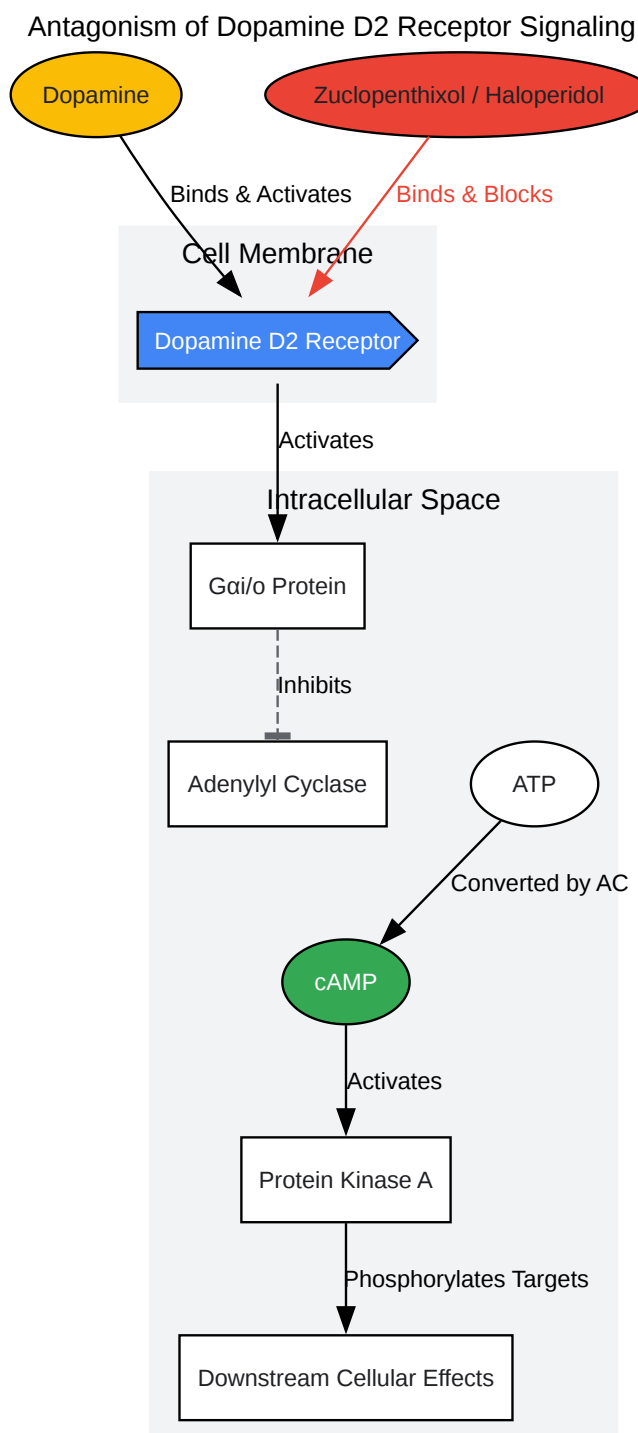 Antagonism of Dopamine D2 Receptor Signaling
Dopamine
Zuclopenthixol / Haloperidol
Binds & Activates
Binds & Blocks
Cell Membrane
Dopamine D2 Receptor
Activates
Intracellular Space
Gαi/o Protein
Inhibits
Adenylyl Cyclase
ATP
Converted by AC
cAMP
Activates
Protein Kinase A
Phosphorylates Targets
Downstream Cellular Effects